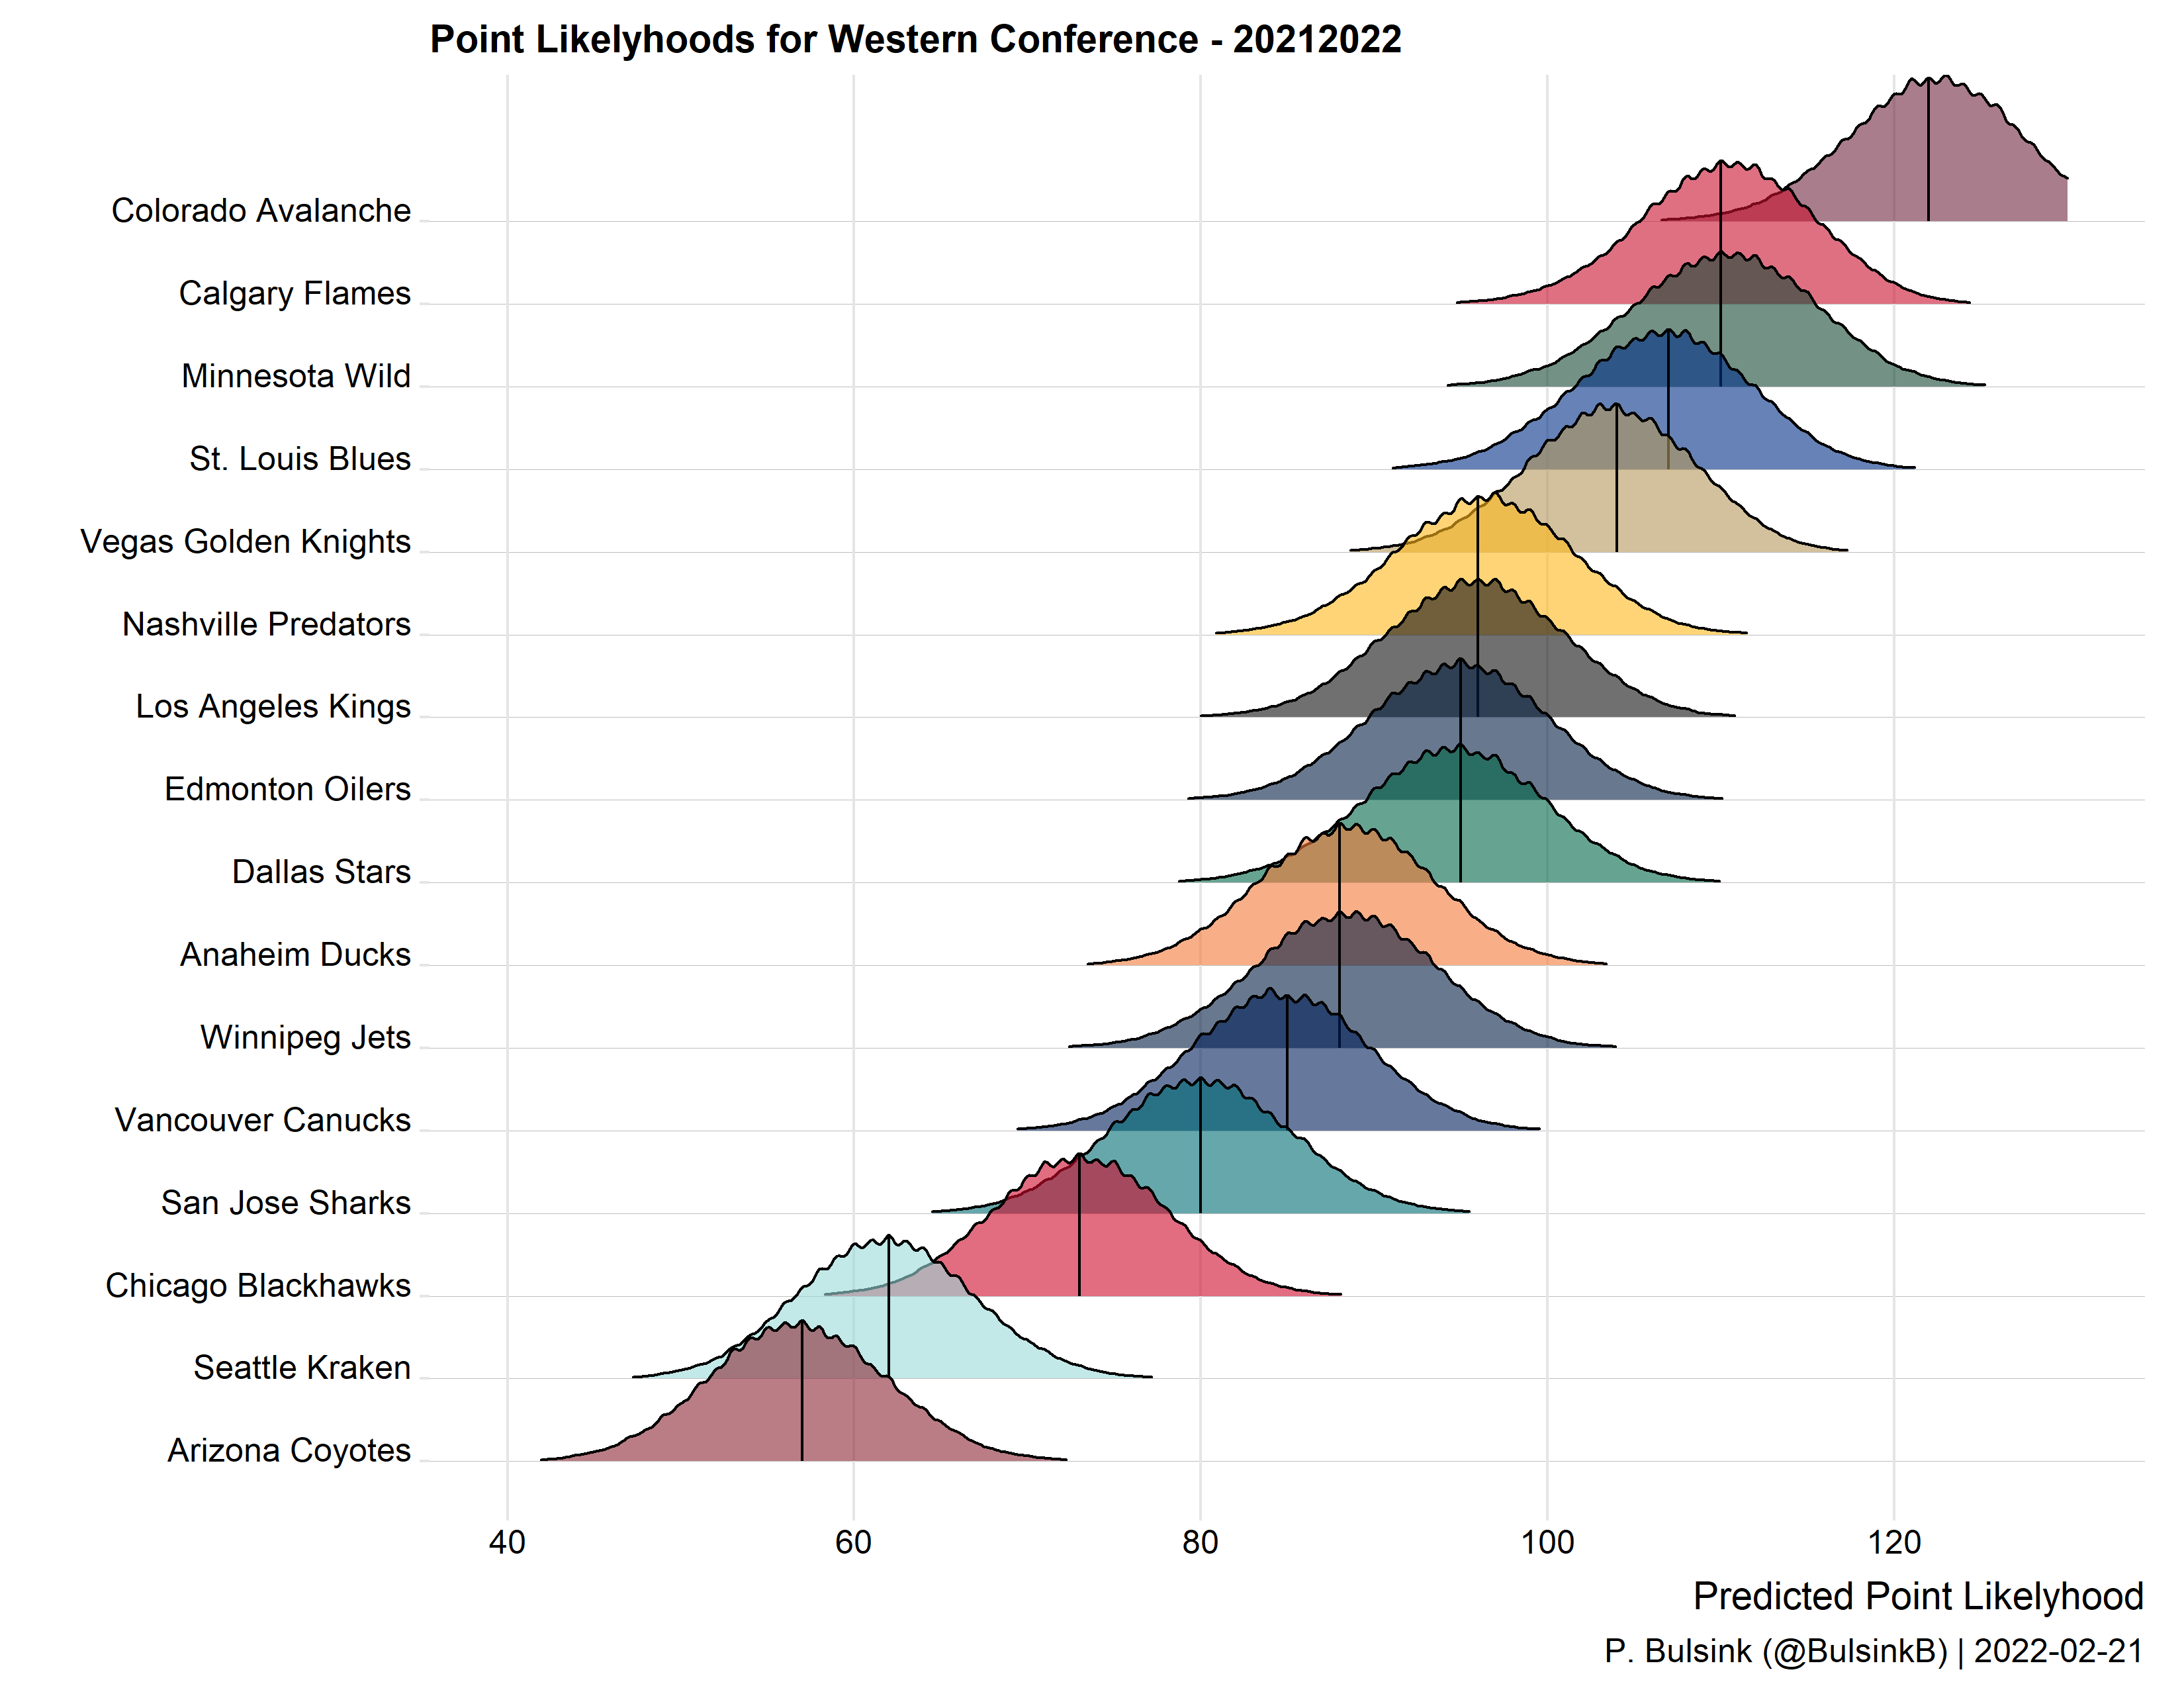 Point Likelyhoods for Western Conference - 20212022
Colorado Avalanche
Calgary Flames
Minnesota Wild
St. Louis Blues
Vegas Golden Knights
Nashville Predators
Los Angeles Kings
Edmonton Oilers
Dallas Stars
Anaheim Ducks
Winnipeg Jets
Vancouver Canucks
San Jose Sharks
Chicago Blackhawks
Seattle Kraken
Arizona Coyotes
40 60 80 100 120
Predicted Point Likelyhood
P. Bulsink (@BulsinkB) | 2022-02-21